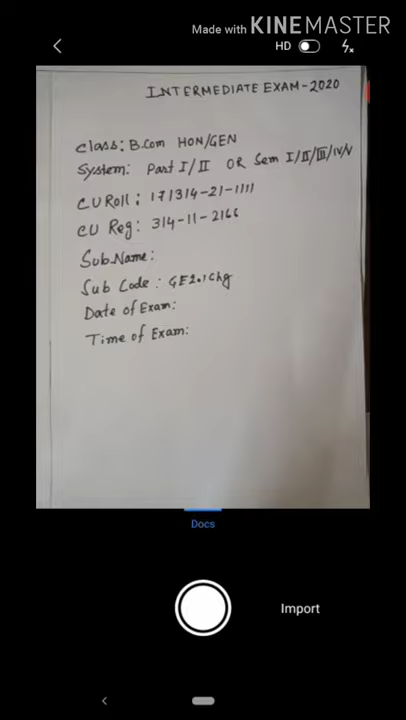 Made with KINEMASTER
HD
INTERMEDIATE EXAM-2020
Class: B.Com HON/GEN
System: Part I/II OR Sem I/II/III/IV/V
CU Roll: 171314-21-1111
CU Reg: 314-11-2166
Sub.Name:
Sub Code: GE2.1Chg
Date of Exam:
Time of Exam:
Docs
Import